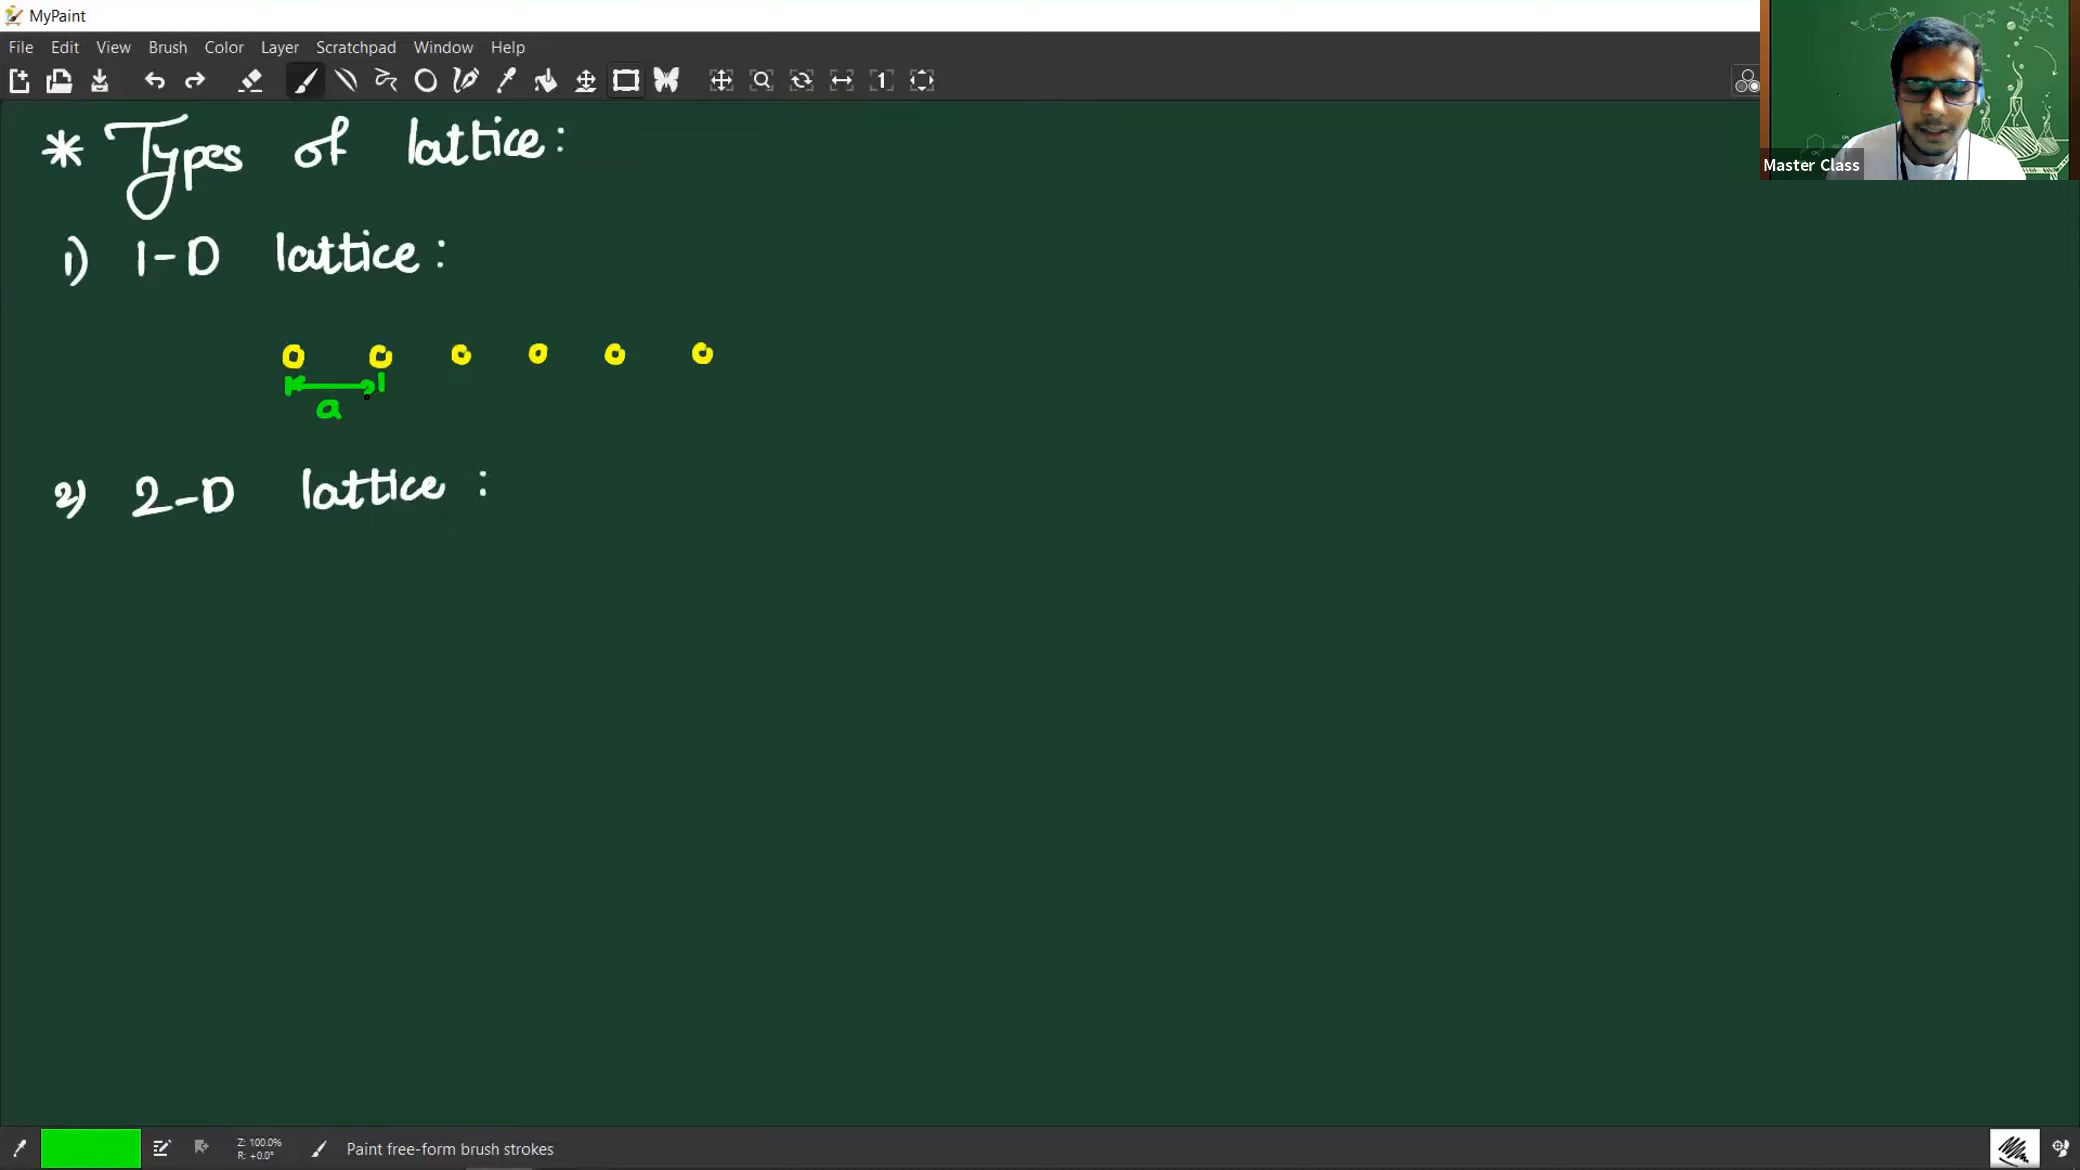 MyPaint
File Edit View Brush Color Layer Scratchpad Window Help
Master Class
* Types of lattice:
1) 1-D lattice:
a
2) 2-D lattice:
Z: 100.0%
R: +0.0°
Paint free-form brush strokes